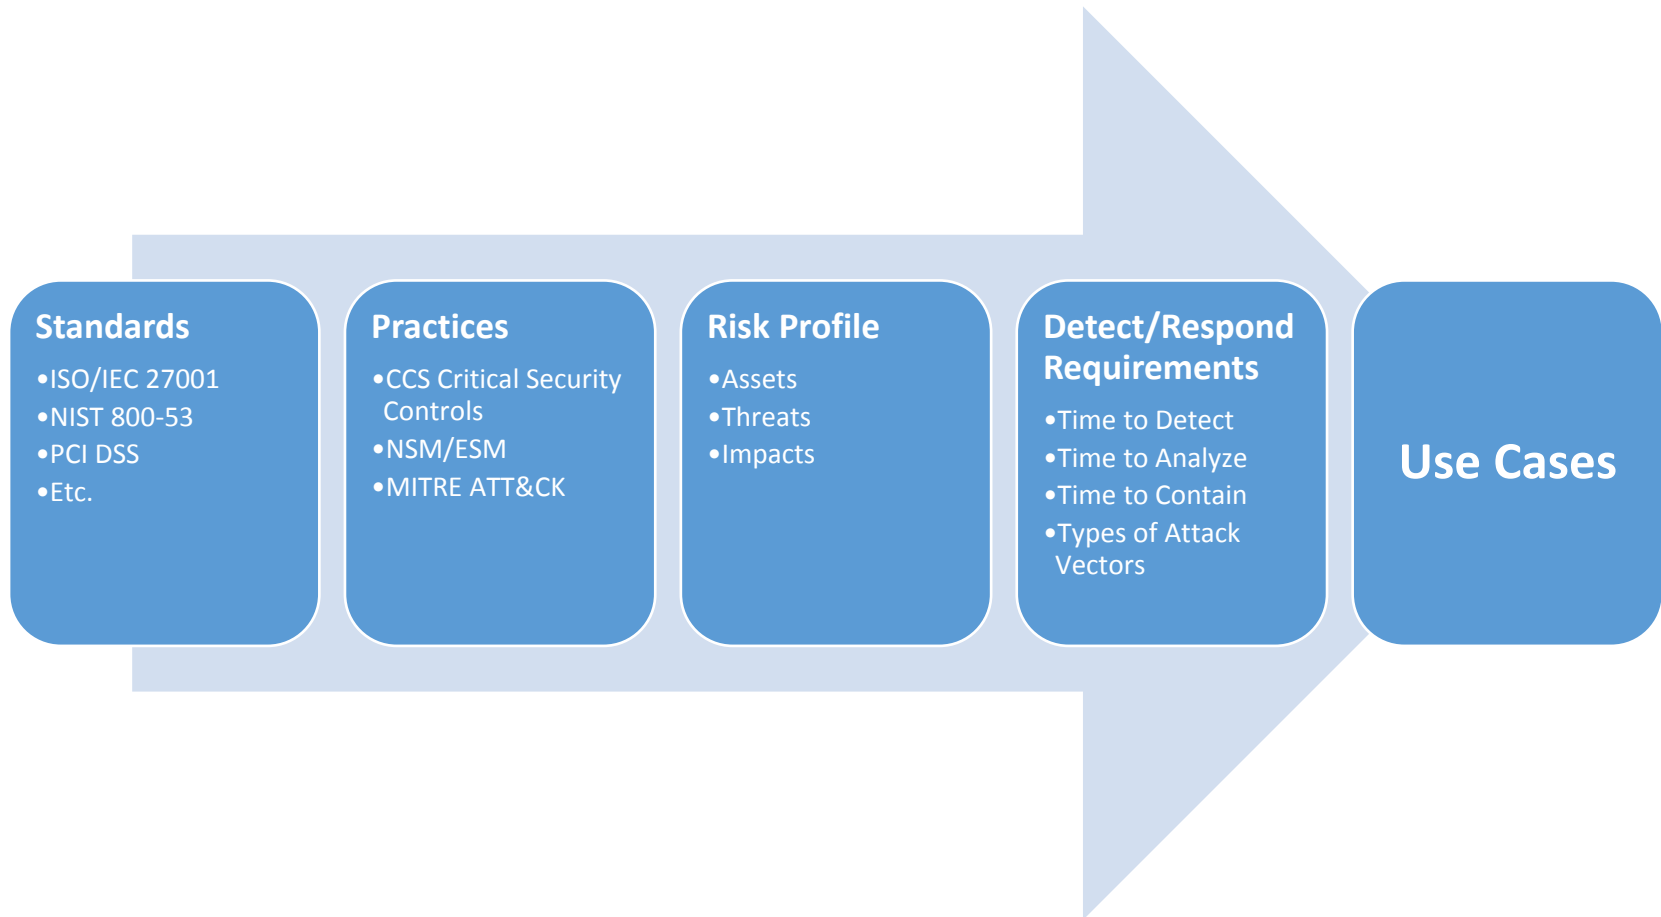 Standards
•ISO/IEC 27001
•NIST 800-53
•PCI DSS
•Etc.
Practices
•CCS Critical Security
Controls
•NSM/ESM
•MITRE ATT&CK
Risk Profile
•Assets
•Threats
•Impacts
Detect/Respond
Requirements
•Time to Detect
•Time to Analyze
•Time to Contain
•Types of Attack
Vectors
Use Cases